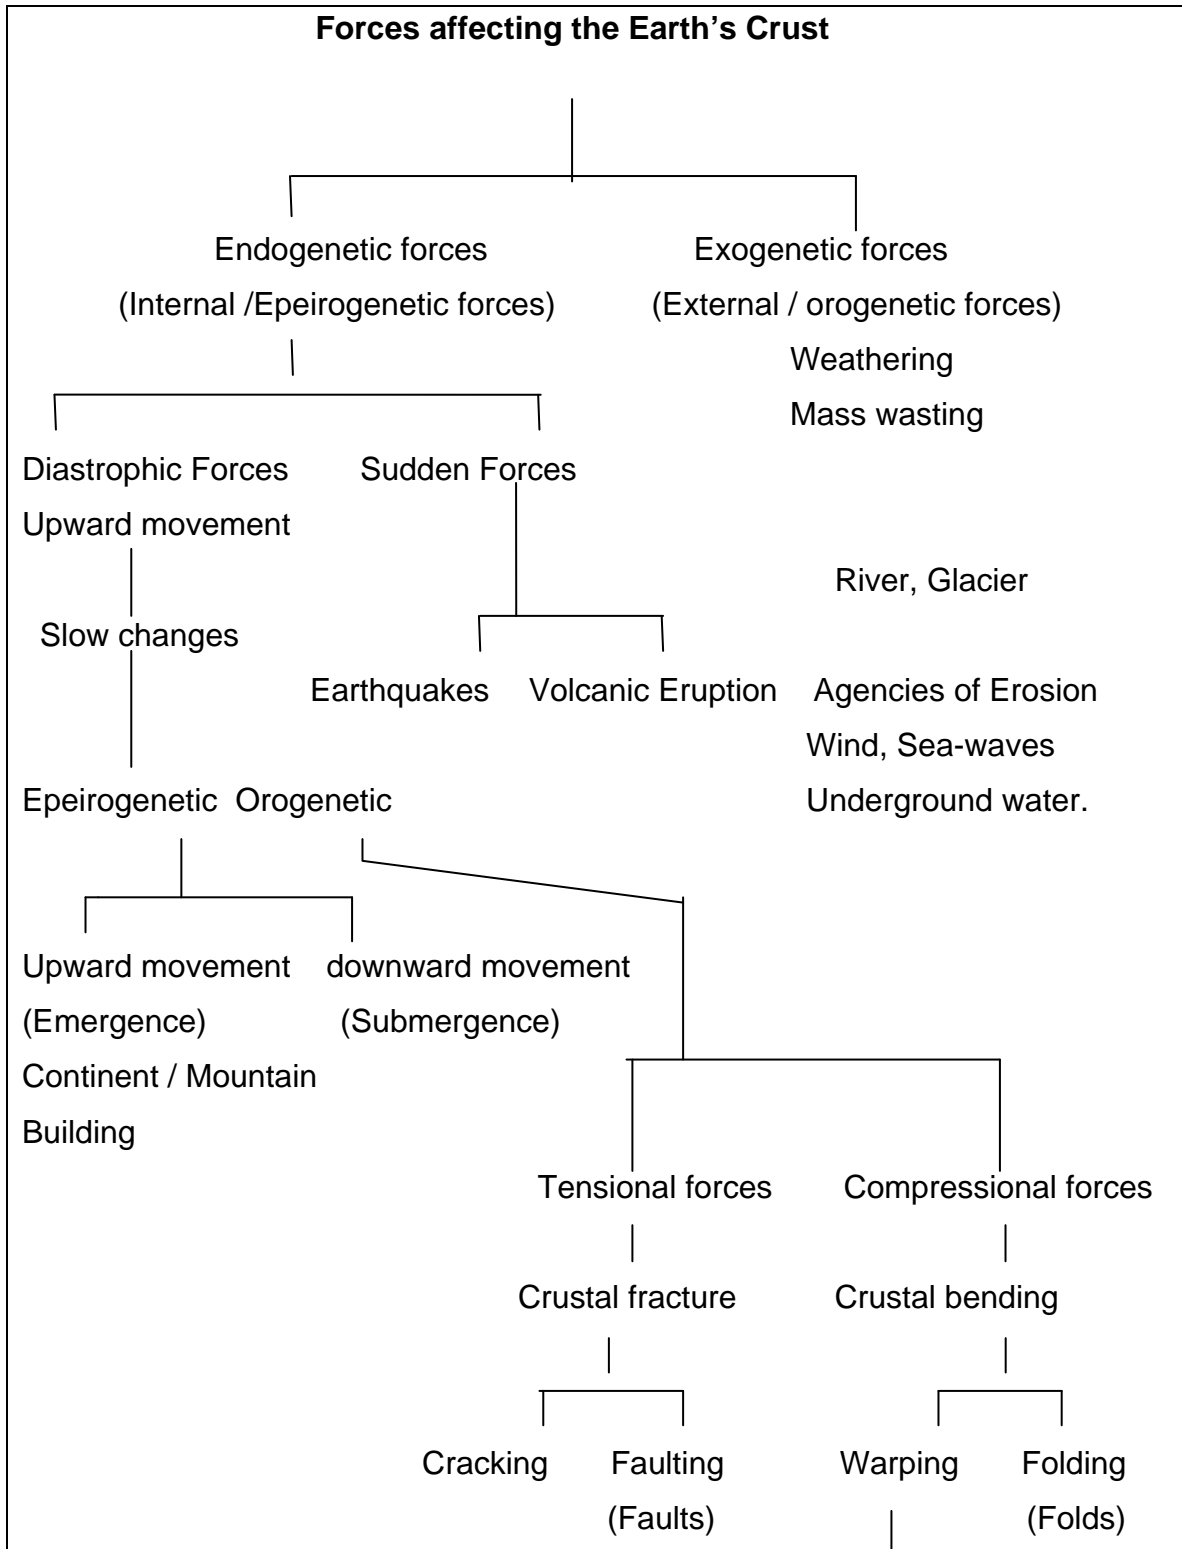 Forces affecting the Earth’s Crust
Endogenetic forces
Exogenetic forces
(Internal /Epeirogenetic forces)
(External / orogenetic forces)
Weathering
Mass wasting
Diastrophic Forces
Sudden Forces
Upward movement
River, Glacier
Slow changes
Earthquakes
Volcanic Eruption
Agencies of Erosion
Wind, Sea-waves
Epeirogenetic
Orogenetic
Underground water.
Upward movement
downward movement
(Emergence)
(Submergence)
Continent / Mountain
Building
Tensional forces
Compressional forces
Crustal fracture
Crustal bending
Cracking
Faulting
Warping
Folding
(Faults)
(Folds)